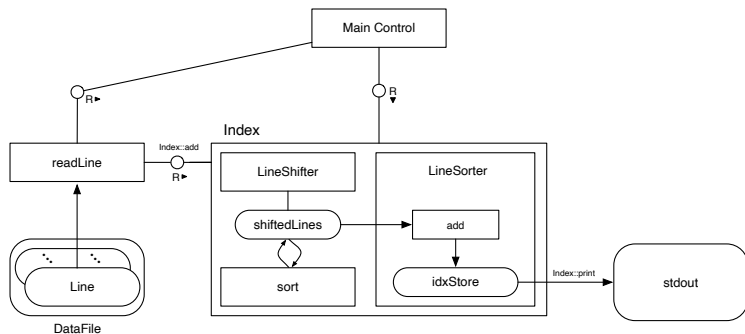 Main Control
R
R
Index::add
Index
readLine
R
LineShifter
LineSorter
shiftedLines
add
Line
sort
idxStore
Index::print
stdout
DataFile